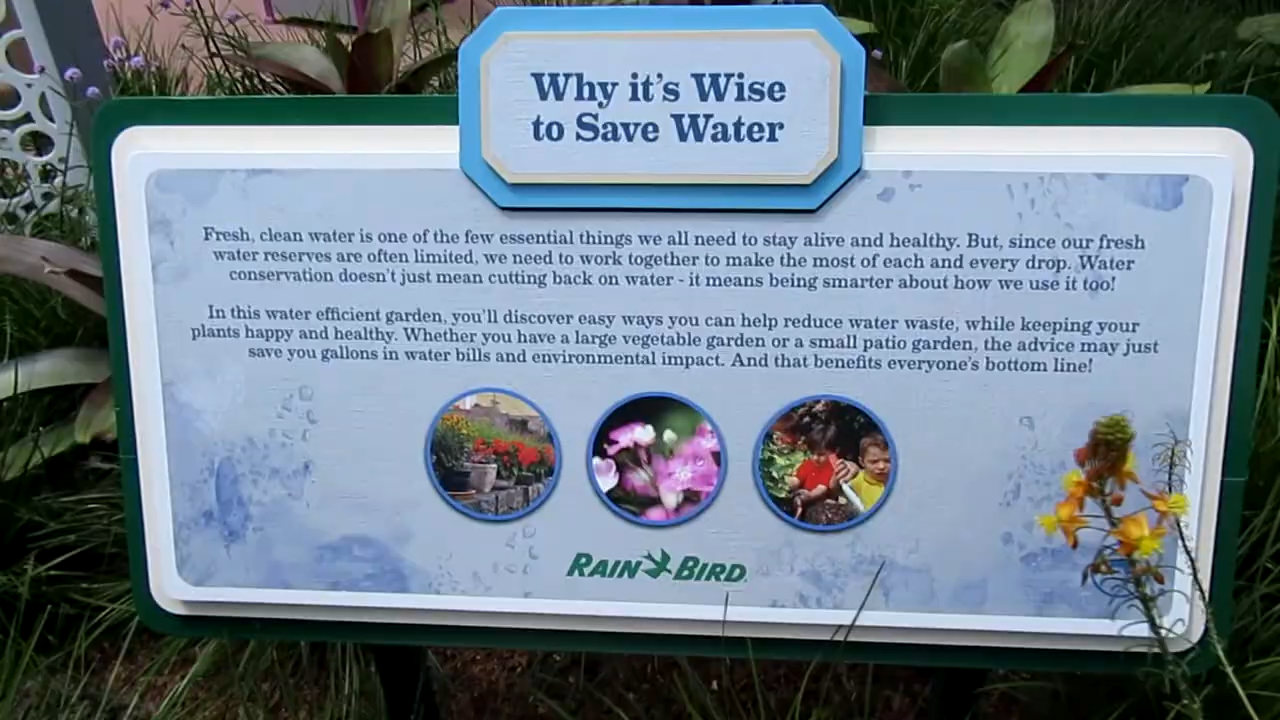 Why it's Wise
to Save Water
Fresh, clean water is one of the few essential things we all need to stay alive and healthy. But, since our fresh
water reserves are often limited, we need to work together to make the most of each and every drop. Water
conservation doesn't just mean cutting back on water - it means being smarter about how we use it too!
In this water efficient garden, you'll discover easy ways you can help reduce water waste, while keeping your
plants happy and healthy. Whether you have a large vegetable garden or a small patio garden, the advice may just
save you gallons in water bills and environmental impact. And that benefits everyone's bottom line!
RAIN BIRD